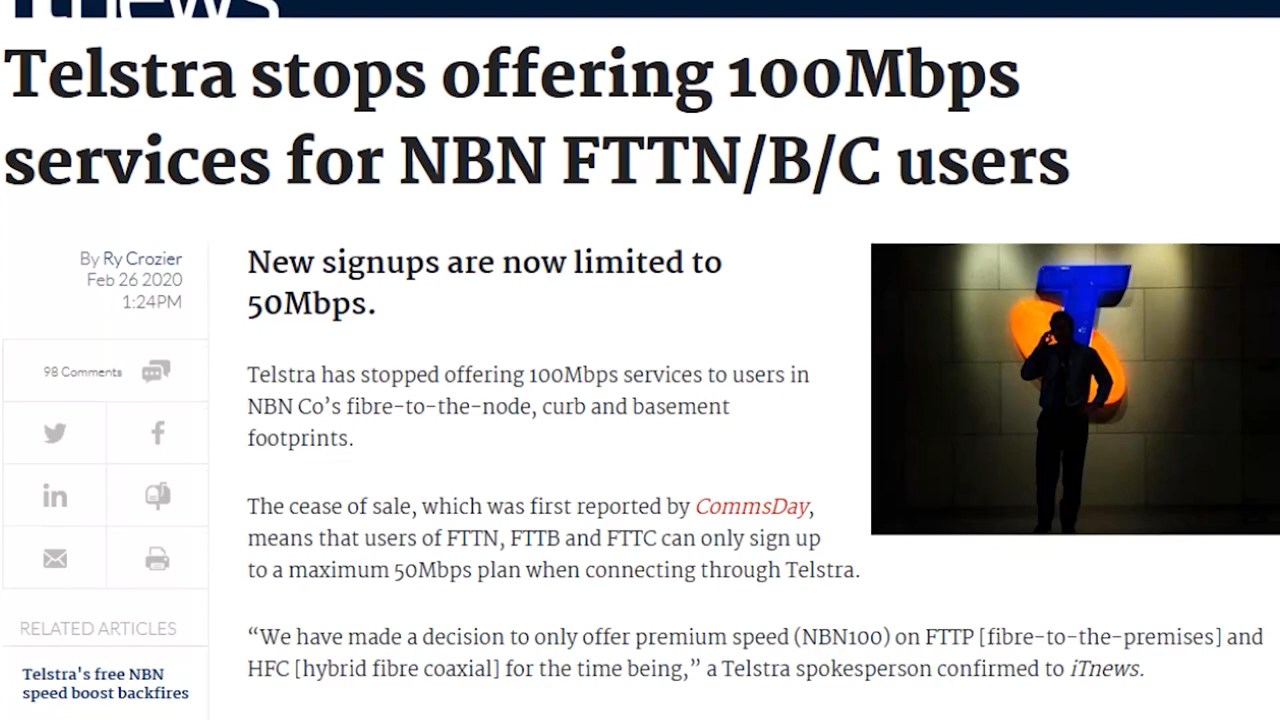 itnews
Telstra stops offering 100Mbps
services for NBN FTTN/B/C users
By Ry Crozier
Feb 26 2020
1:24PM
98 Comments
RELATED ARTICLES
Telstra's free NBN
speed boost backfires
New signups are now limited to
50Mbps.
Telstra has stopped offering 100Mbps services to users in
NBN Co’s fibre-to-the-node, curb and basement
footprints.
The cease of sale, which was first reported by CommsDay,
means that users of FTTN, FTTB and FTTC can only sign up
to a maximum 50Mbps plan when connecting through Telstra.
“We have made a decision to only offer premium speed (NBN100) on FTTP [fibre-to-the-premises] and
HFC [hybrid fibre coaxial] for the time being,” a Telstra spokesperson confirmed to iTnews.